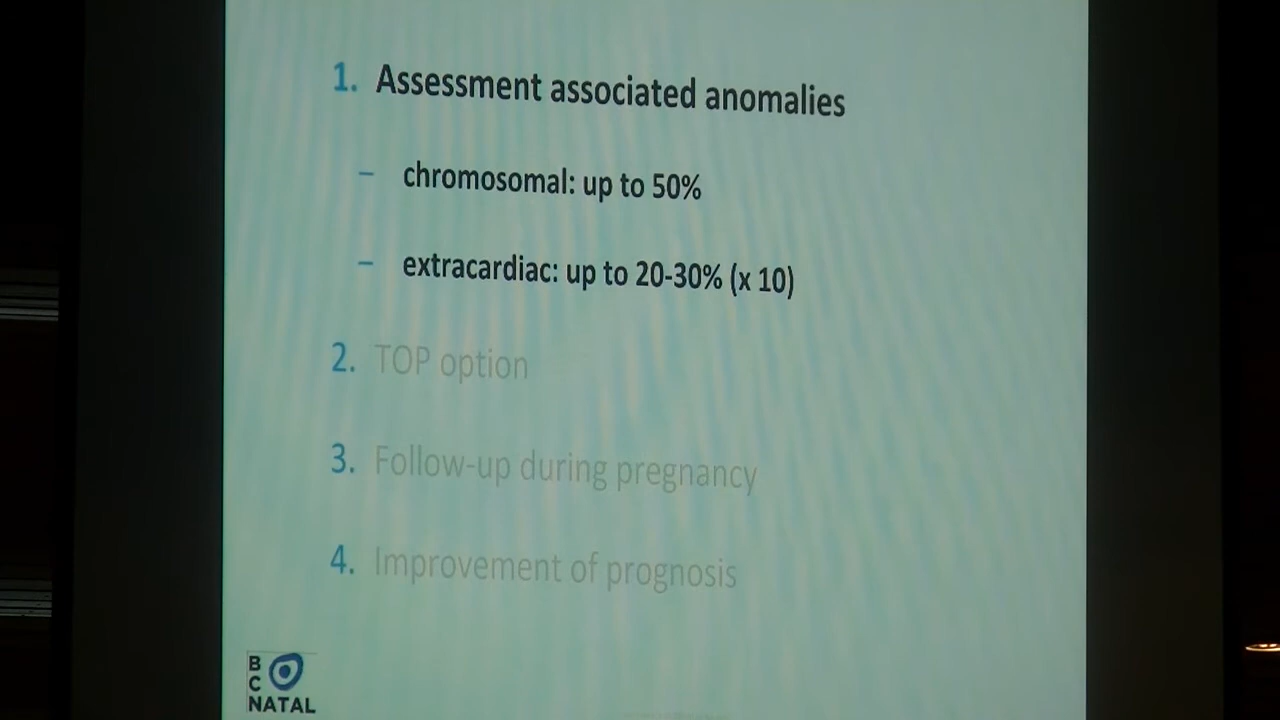 1. Assessment associated anomalies
– chromosomal: up to 50%
– extracardiac: up to 20-30% (x 10)
2. TOP option
3. Follow-up during pregnancy
4. Improvement of prognosis
B
C
NATAL